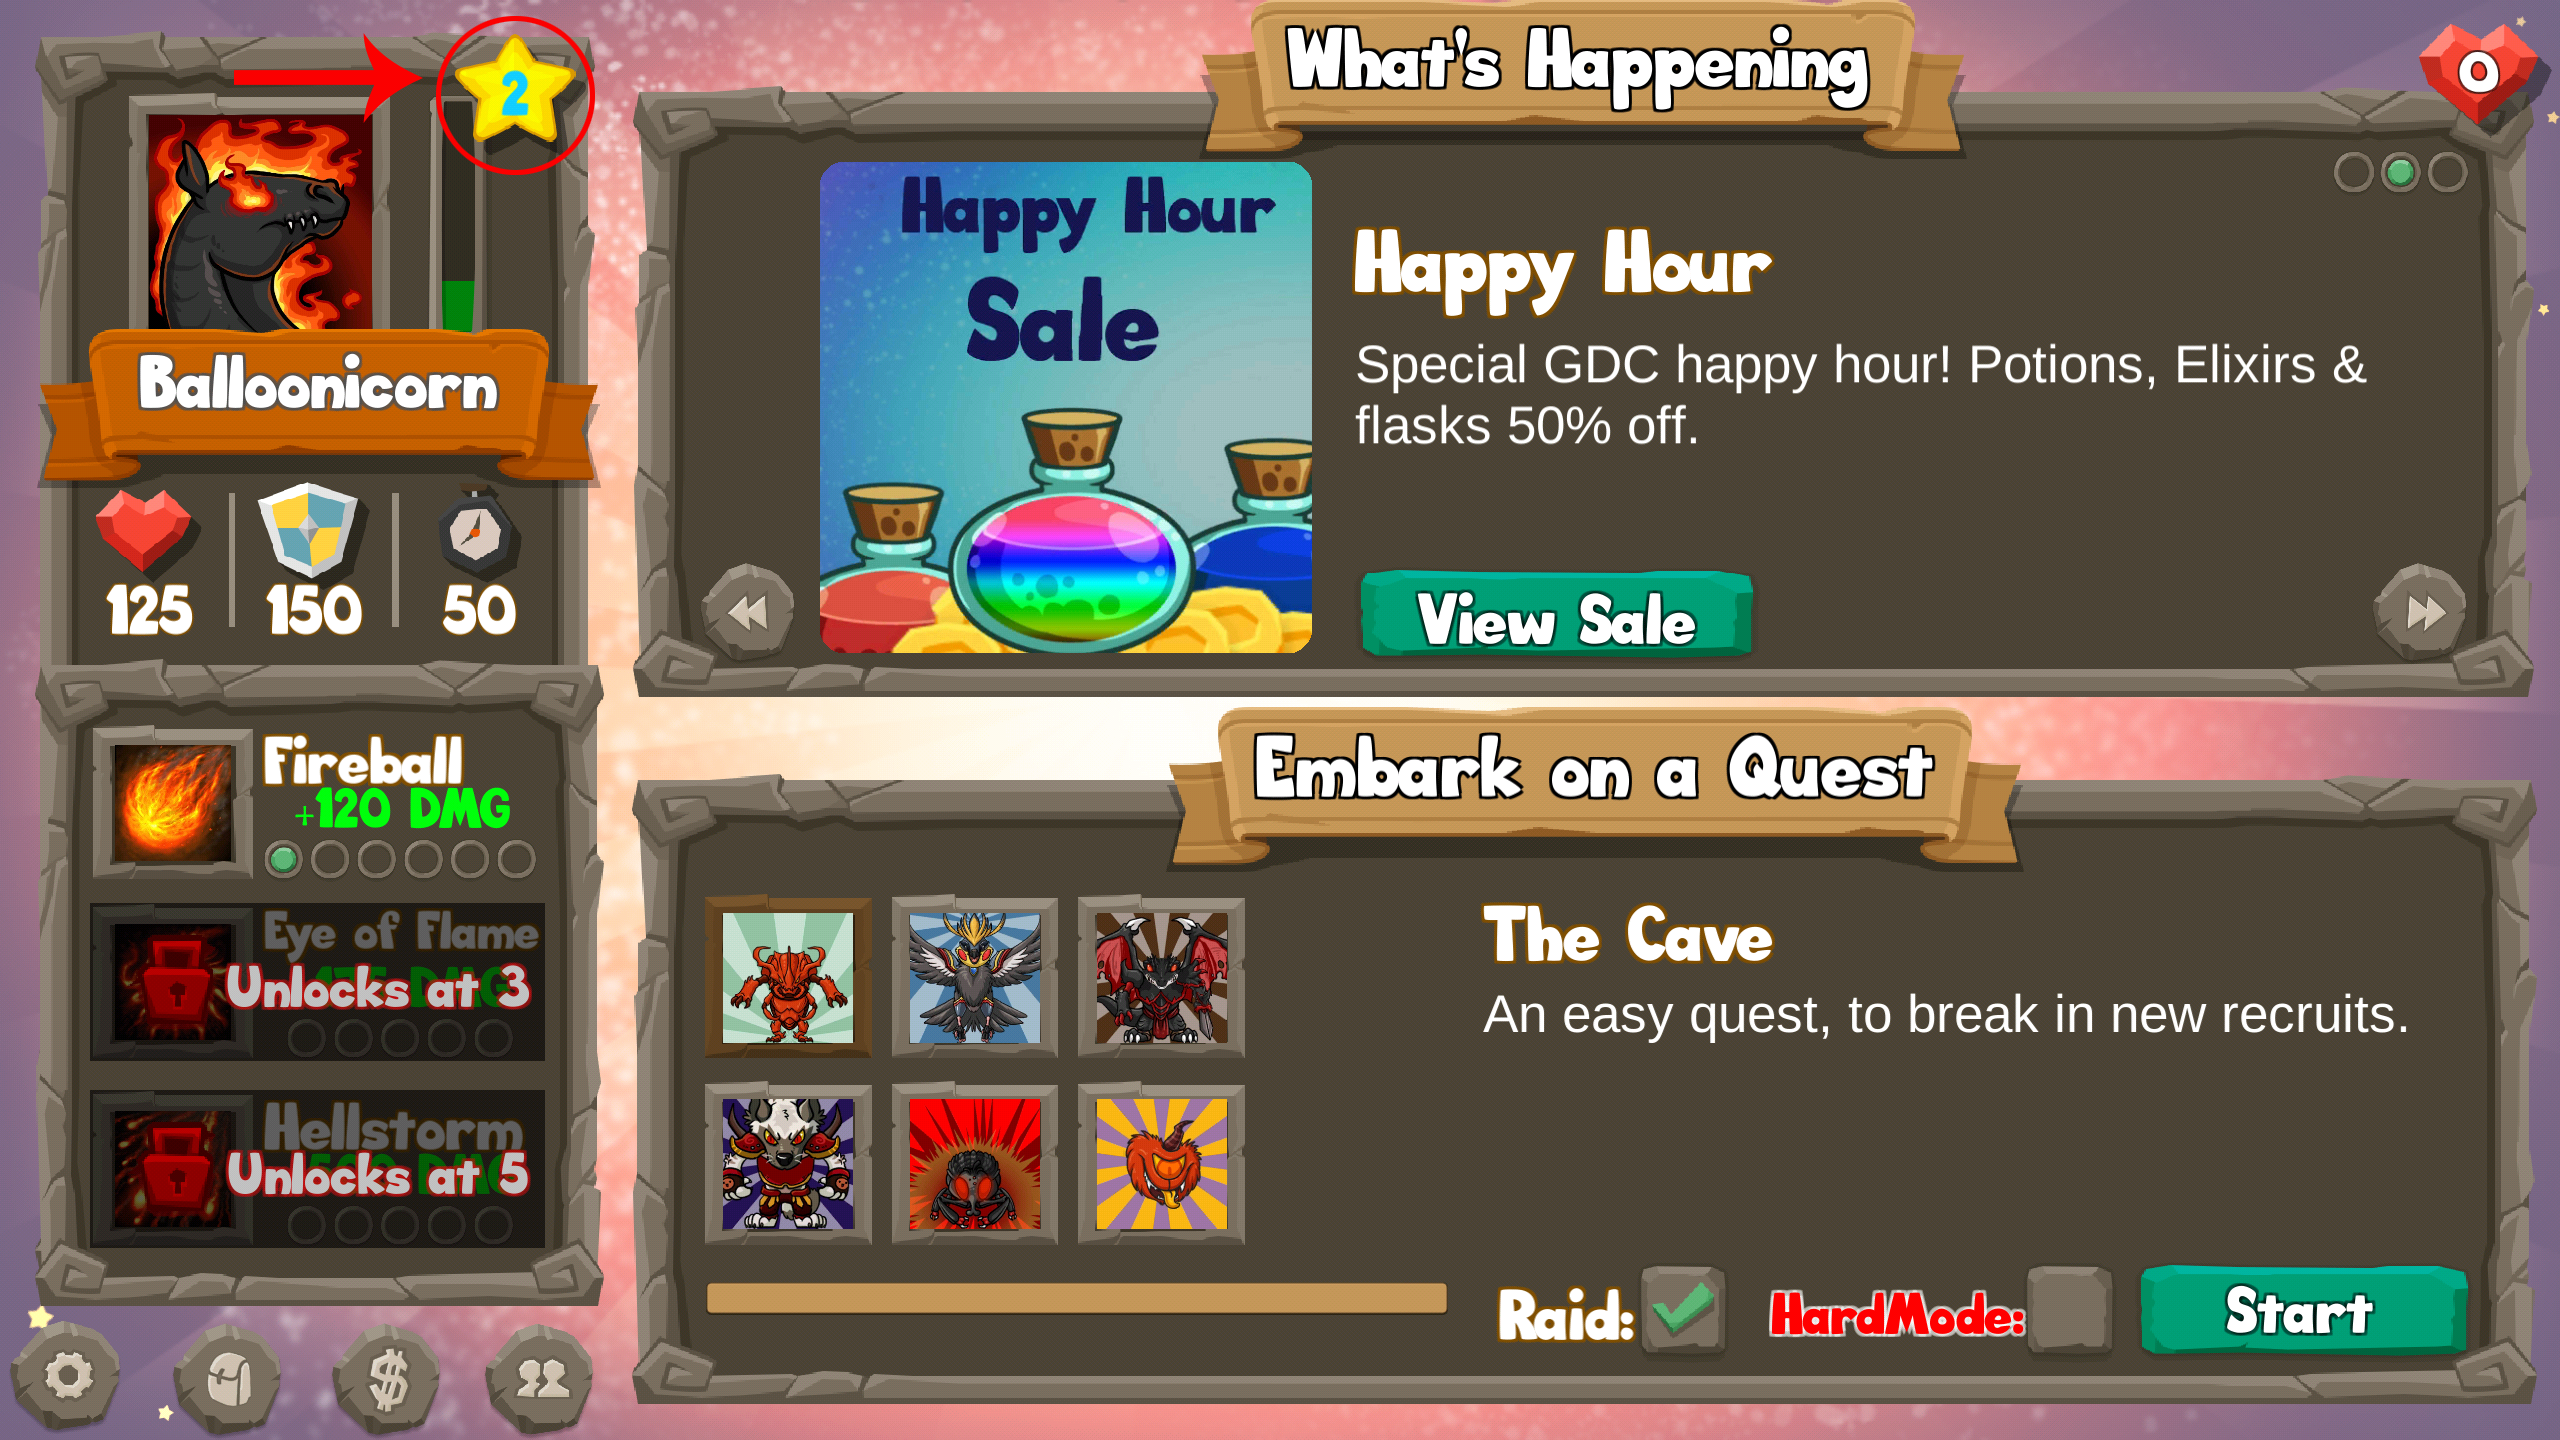 2
Balloonicorn
125 150 50
Fireball
+120 DMG
Eye of Flame
Unlocks at 3
Hellstorm
Unlocks at 5
What's Happening
0
Happy Hour
Sale
Happy Hour
Special GDC happy hour! Potions, Elixirs &
flasks 50% off.
View Sale
Embark on a Quest
The Cave
An easy quest, to break in new recruits.
Raid: HardMode: Start